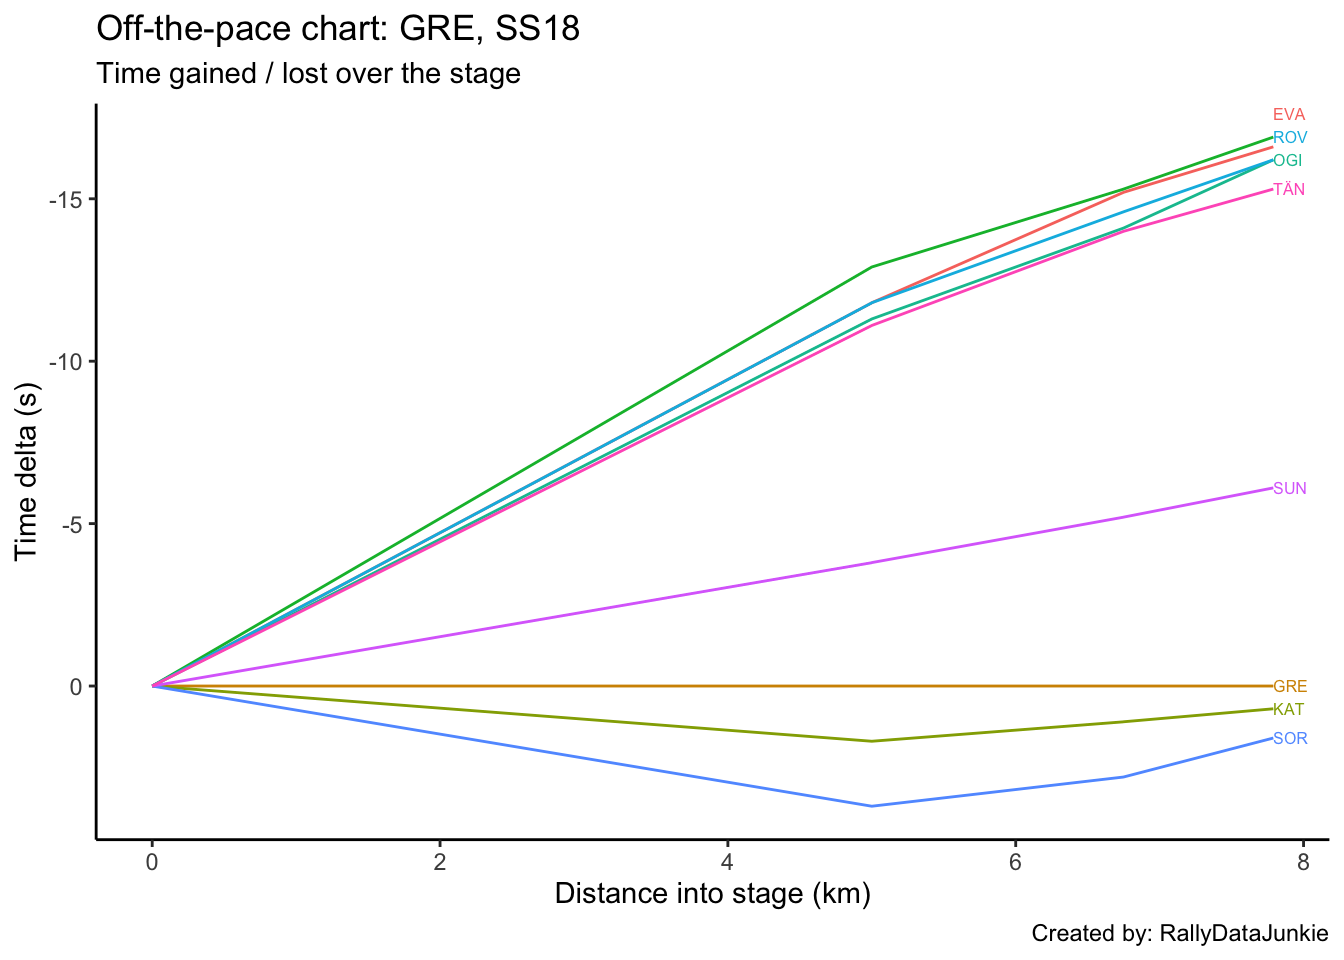 Off-the-pace chart: GRE, SS18
Time gained / lost over the stage
Time delta (s)
-15
-10
-5
0
EVA
ROV
OGI
TÄN
SUN
GRE
KAT
SOR
0 2 4 6 8
Distance into stage (km)
Created by: RallyDataJunkie